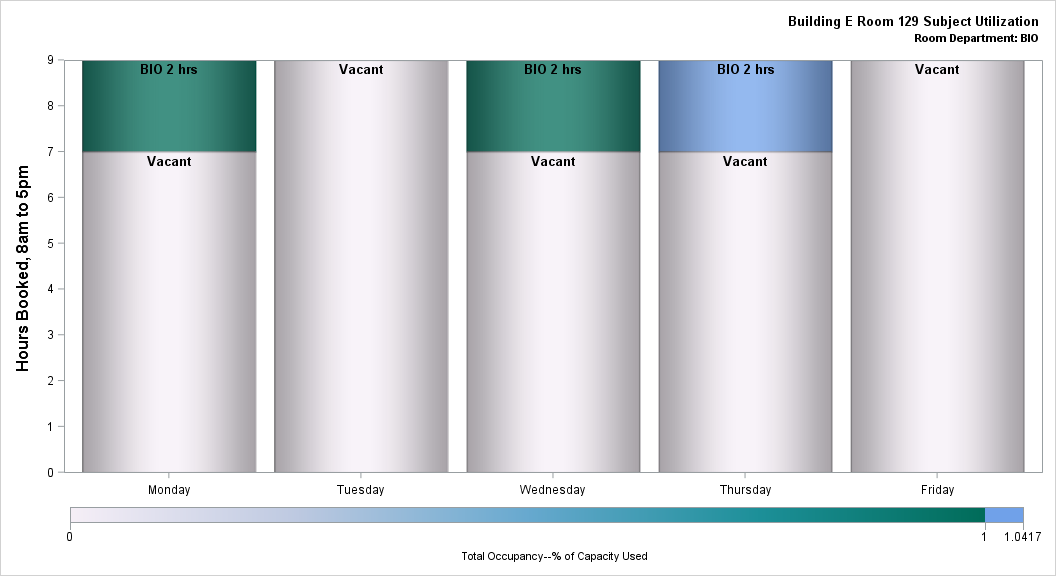 Building E Room 129 Subject Utilization
Room Department: BIO
Hours Booked, 8am to 5pm
9
8
7
6
5
4
3
2
1
0
BIO 2 hrs
Vacant
Vacant
BIO 2 hrs
Vacant
BIO 2 hrs
Vacant
Vacant
Monday
Tuesday
Wednesday
Thursday
Friday
0
1
1.0417
Total Occupancy--% of Capacity Used